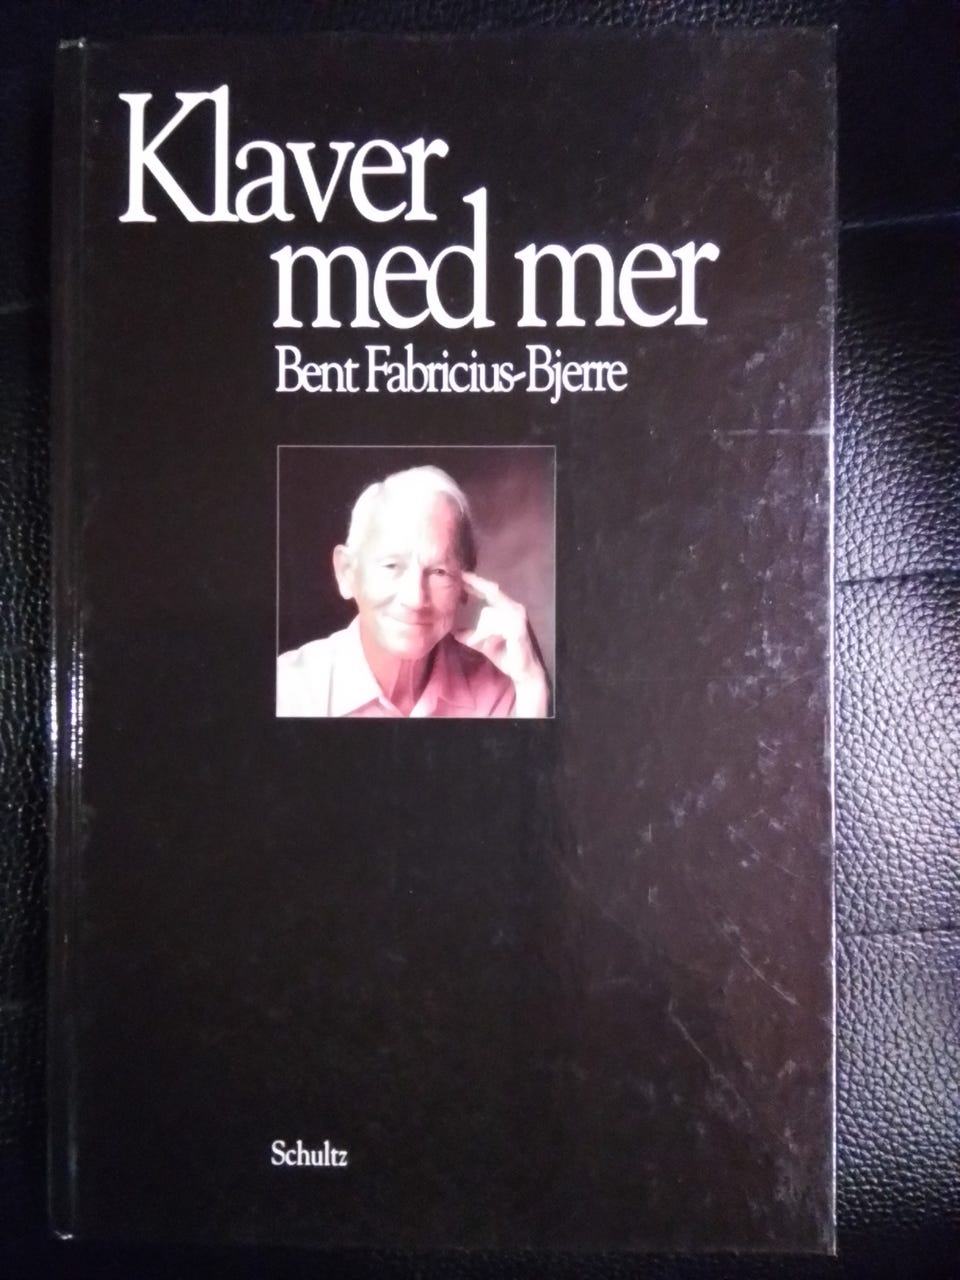 Klaver
med mer
Bent Fabricius-Bjerre
Schultz